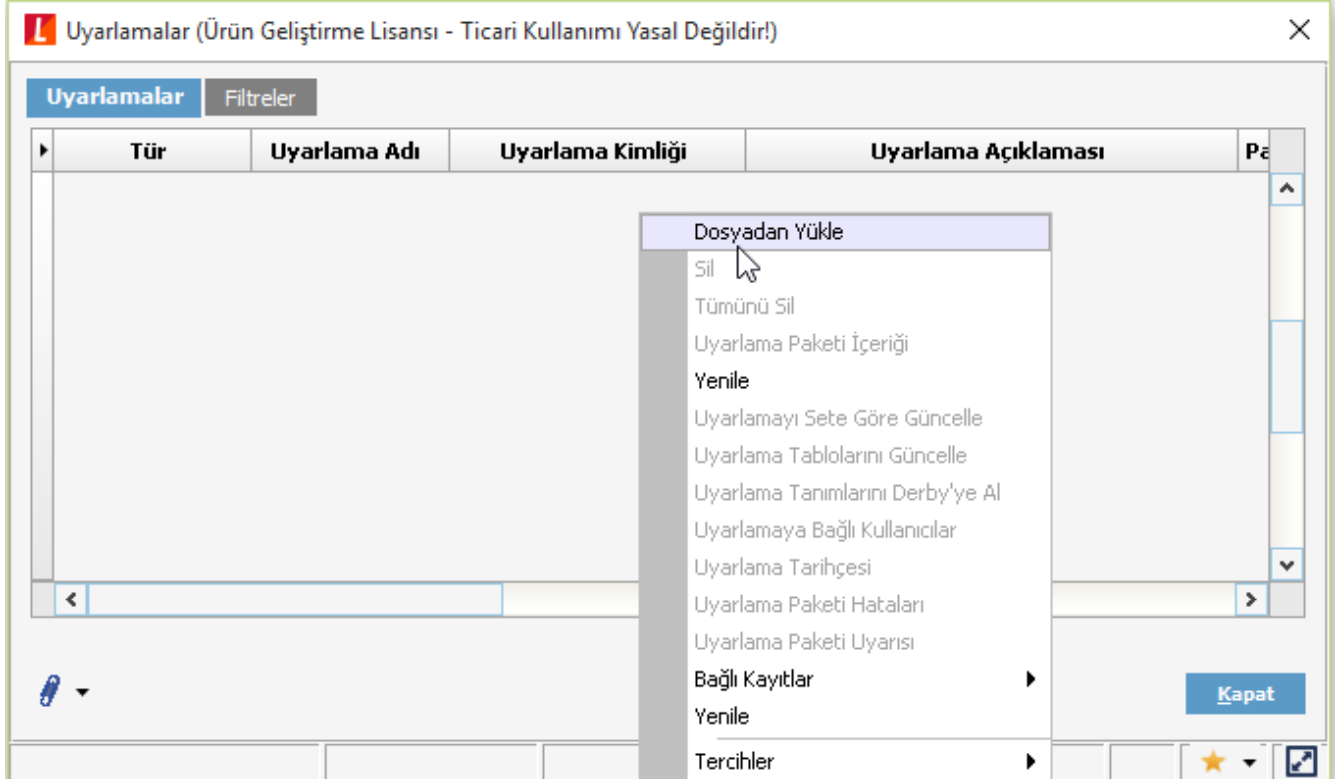 Uyarlamalar (Ürün Geliştirme Lisansı - Ticari Kullanımı Yasal Değildir!)
Uyarlamalar Filtreler
Tür Uyarlama Adı Uyarlama Kimliği Uyarlama Açıklaması Pa
Dosyadan Yükle
Sil
Tümünü Sil
Uyarlama Paketi İçeriği
Yenile
Uyarlamayı Sete Göre Güncelle
Uyarlama Tablolarını Güncelle
Uyarlama Tanımlarını Derby'ye Al
Uyarlamaya Bağlı Kullanıcılar
Uyarlama Tarihçesi
Uyarlama Paketi Hataları
Uyarlama Paketi Uyarısı
Bağlı Kayıtlar
Kapat
Yenile
Tercihler